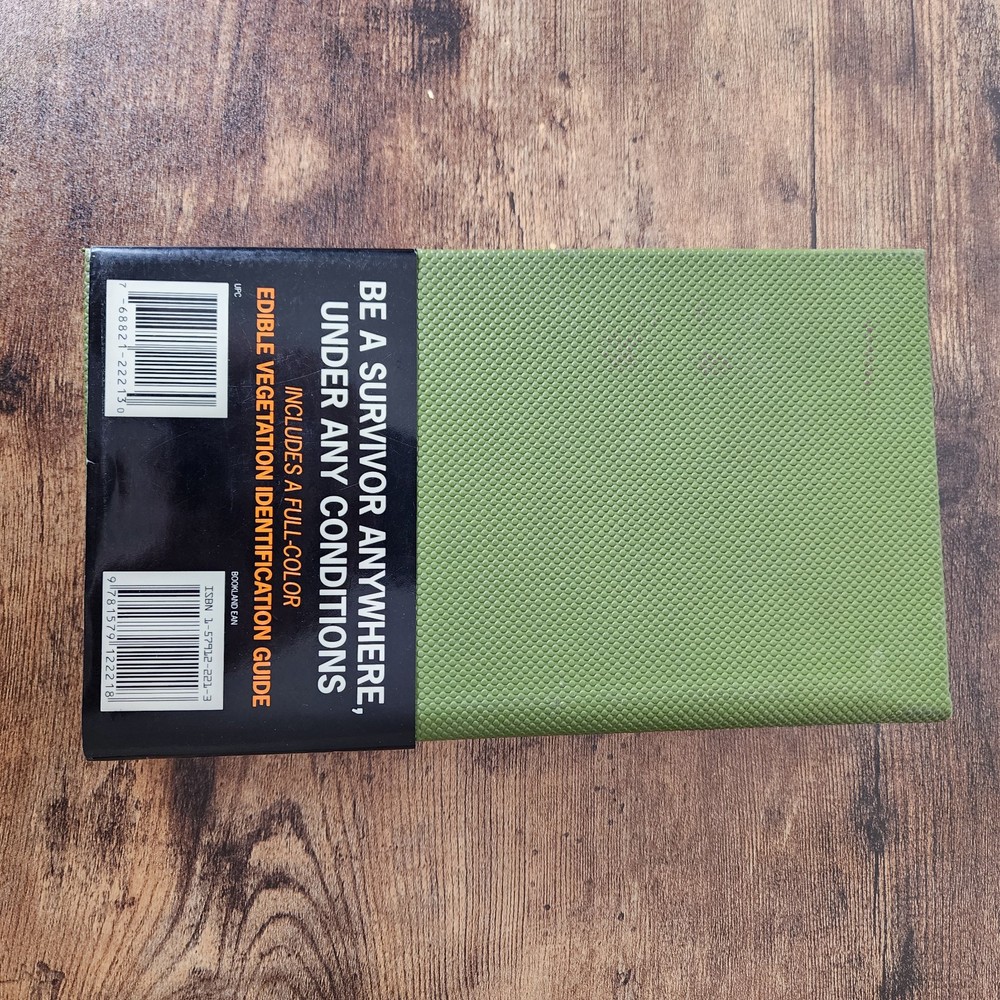 BE A SURVIVOR ANYWHERE,
UNDER ANY CONDITIONS
INCLUDES A FULL-COLOR
EDIBLE VEGETATION IDENTIFICATION GUIDE
UPC
7 -68821-22213 0
BOOKLAND EAN
ISBN 1-57912-221-3
9 781579 122218